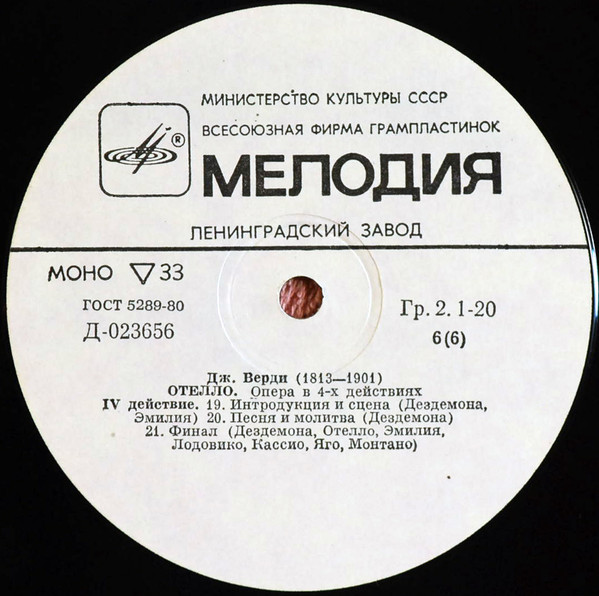 МИНИСТЕРСТВО КУЛЬТУРЫ СССР
ВСЕСОЮЗНАЯ ФИРМА ГРАМПЛАСТИНОК
®
МЕЛОДИЯ
ЛЕНИНГРАДСКИЙ ЗАВОД
МОНО ▽ 33
ГОСТ 5289-80
Д-023656
Гр. 2. 1-20
6(6)
Дж. Верди (1813—1901)
ОТЕЛЛО. Опера в 4-х действиях
IV действие. 19. Интродукция и сцена (Дездемона,
Эмилия) 20. Песня и молитва (Дездемона)
21. Финал (Дездемона, Отелло, Эмилия,
Лодовико, Кассио, Яго, Монтано)